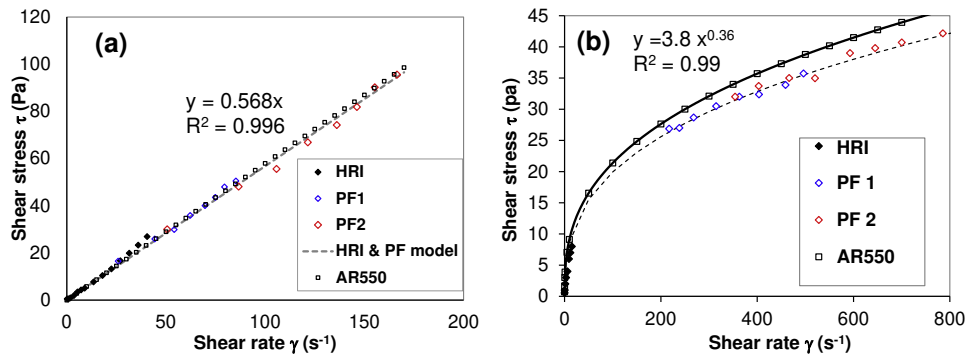 (a)
y = 0.568x
R² = 0.996
Shear stress τ (Pa)
120
100
80
60
40
20
0
HRI
PF1
PF2
HRI & PF model
AR550
0 50 100 150 200
Shear rate γ (s⁻¹)
(b)
y =3.8 x^0.36
R² = 0.99
Shear stress τ (pa)
45
40
35
30
25
20
15
10
5
0
HRI
PF 1
PF 2
AR550
0 200 400 600 800
Shear rate γ (s⁻¹)